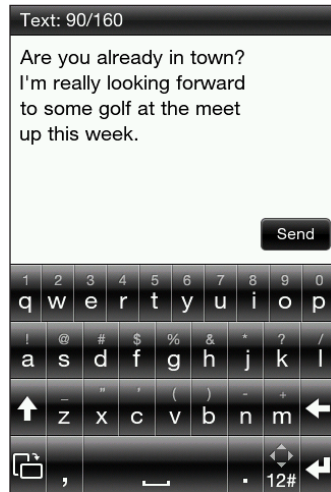 Text: 90/160
Are you already in town?
I'm really looking forward
to some golf at the meet
up this week.
Send
1 2 3 4 5 6 7 8 9 0
q w e r t y u i o p
! @ # $ % & * ? /
a s d f g h j k l
_ " ' ( ) - +
z x c v b n m
, . 12#